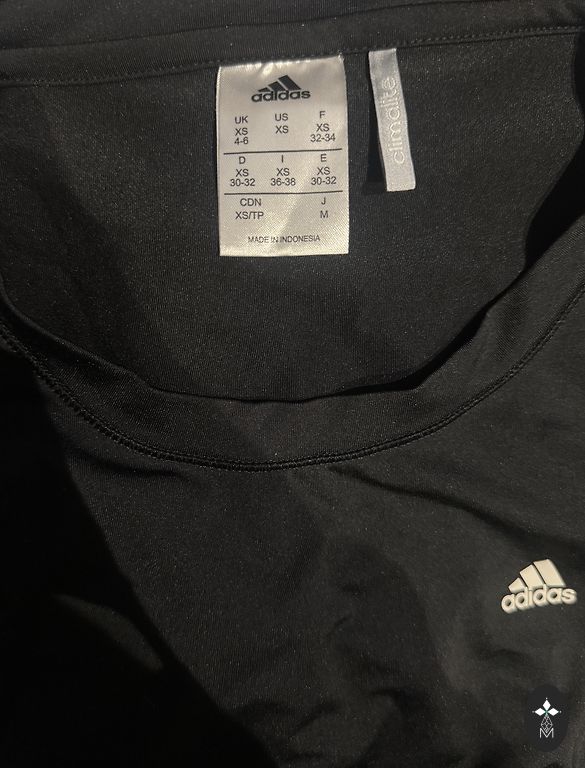 adidas
UK US F
XS XS XS
4-6 32-34
D I E
XS XS XS
30-32 36-38 30-32
CDN J
XS/TP M
MADE IN INDONESIA
climalite
adidas
M